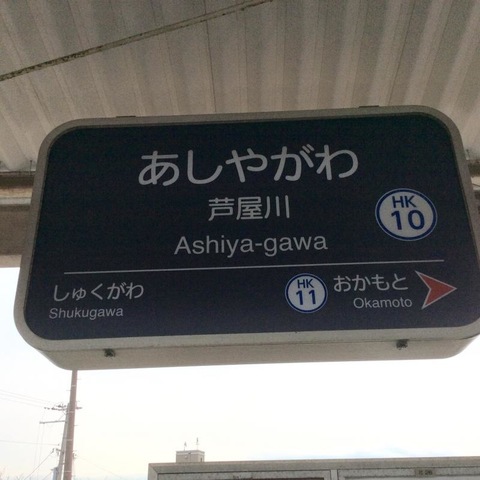 あしやがわ
芦屋川
HK
10
Ashiya-gawa
しゅくがわ
Shukugawa
HK
11
おかもと
Okamoto